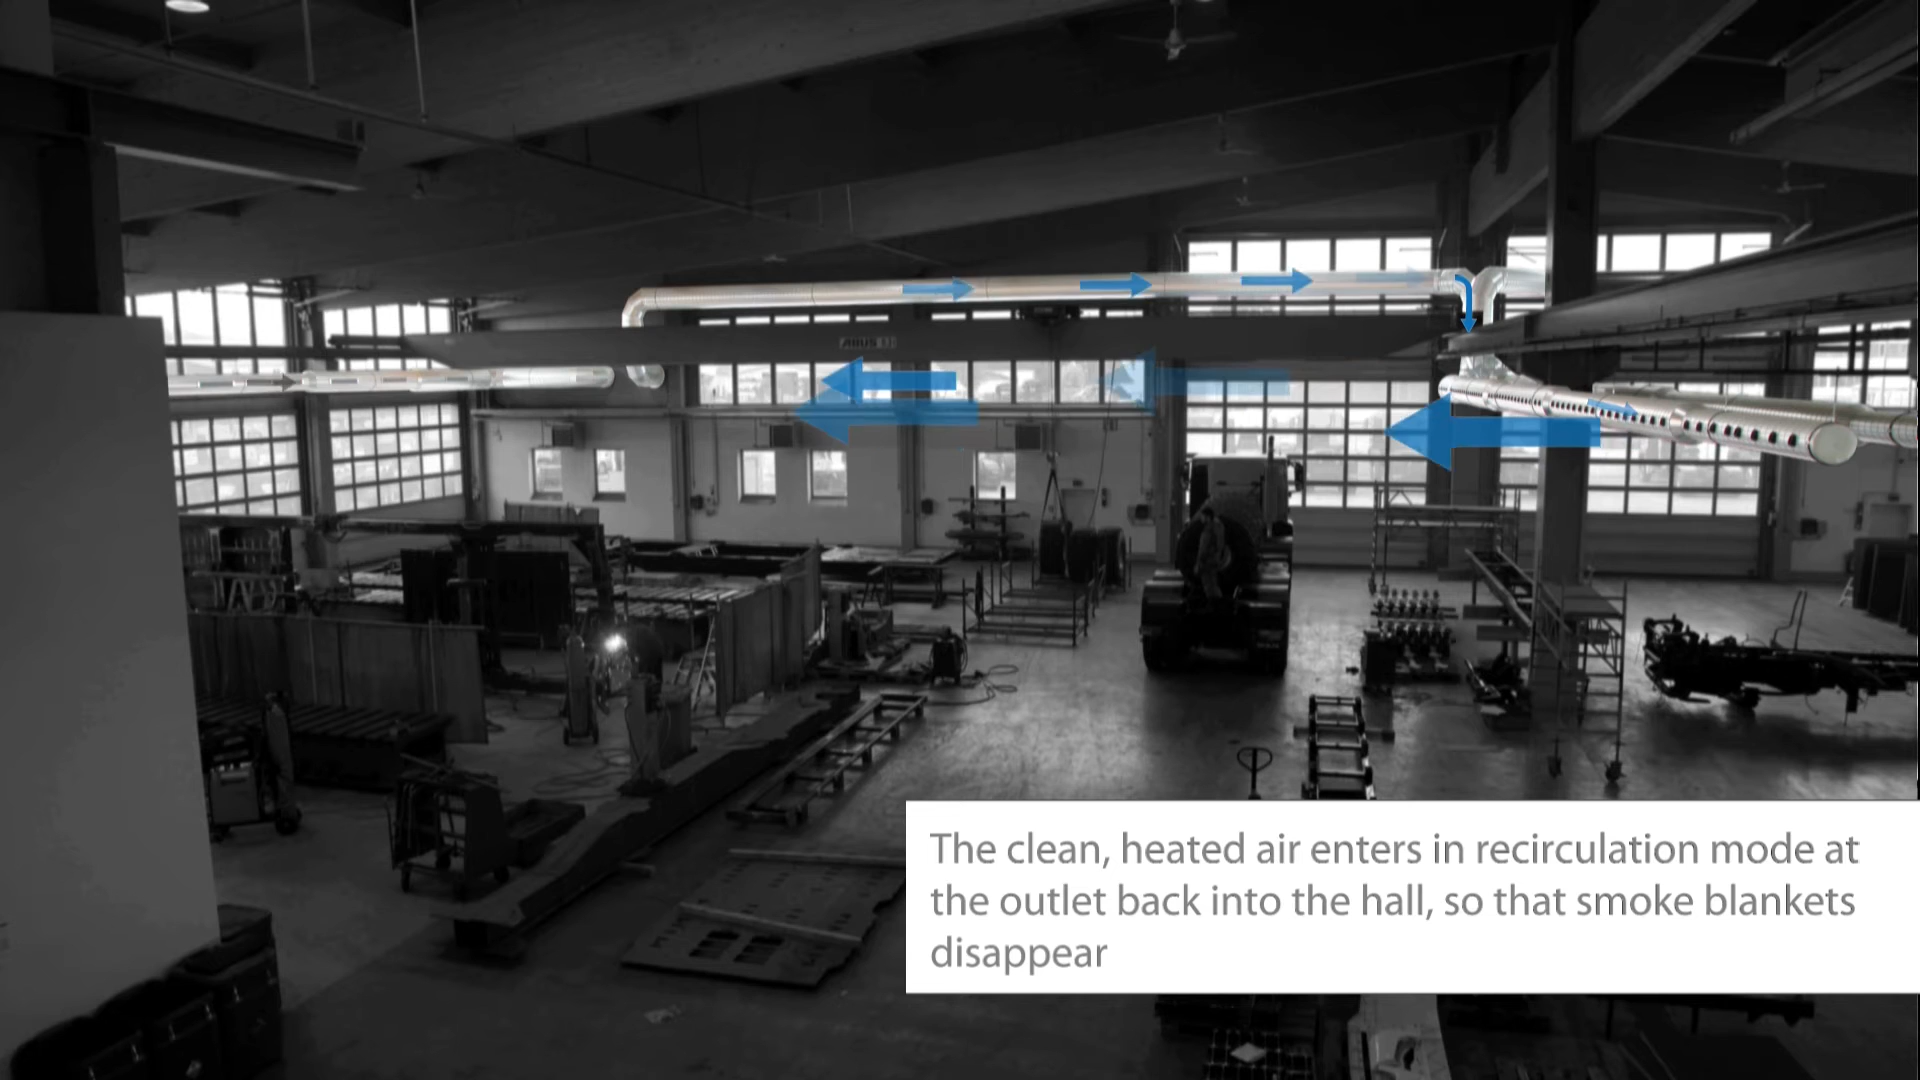 ABUS
The clean, heated air enters in recirculation mode at
the outlet back into the hall, so that smoke blankets
disappear